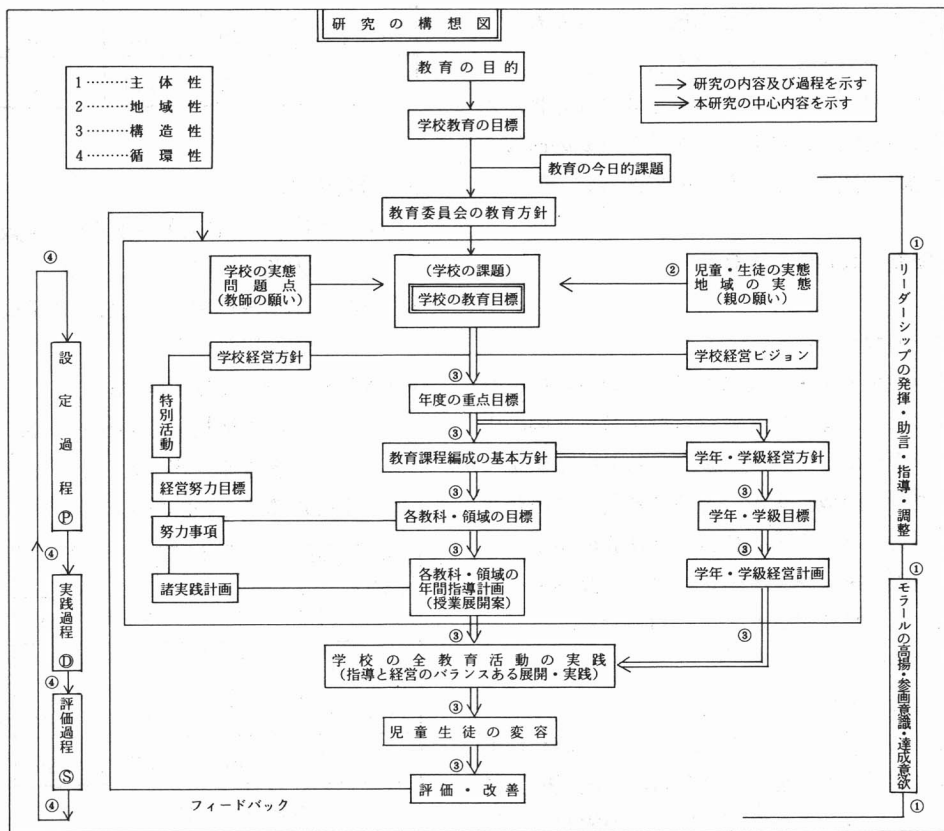 研究の構想図
1………主体性
2………地域性
3………構造性
4………循環性
→ 研究の内容及び過程を示す
⇒ 本研究の中心内容を示す
教育の目的
学校教育の目標
教育の今日的課題
教育委員会の教育方針
学校の実態
問題点
(教師の願い)
(学校の課題)
学校の教育目標
②
児童・生徒の実態
地域の実態
(親の願い)
学校経営方針
学校経営ビジョン
③
年度の重点目標
③
特別活動
教育課程編成の基本方針
学年・学級経営方針
経営努力目標
③
③
努力事項
各教科・領域の目標
学年・学級目標
③
③
諸実践計画
各教科・領域の
年間指導計画
(授業展開案)
学年・学級経営計画
③
③
学校の全教育活動の実践
(指導と経営のバランスある展開・実践)
③
児童生徒の変容
③
評価・改善
フィードバック
④
設定過程Ⓟ
④
④
実践過程Ⓓ
④
評価過程Ⓢ
④
①
リーダーシップの発揮・助言・指導・調整
①
モラールの高揚・参画意識・達成意欲
①